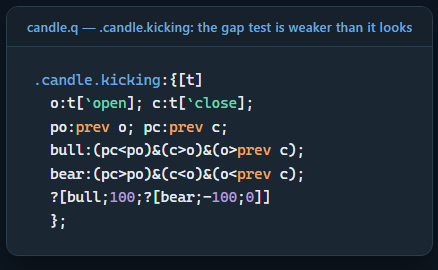 candle.q — .candle.kicking: the gap test is weaker than it looks
.candle.kicking:{[t]
o:t[`open]; c:t[`close];
po:prev o; pc:prev c;
bull:(pc<po)&(c>o)&(o>prev c);
bear:(pc>po)&(c<o)&(o<prev c);
?[bull;100;?[bear;-100;0]]
};